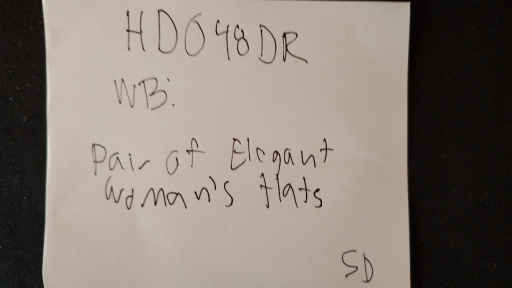 HD048DR
WB:
Pair of Elegant
woman's flats
SD